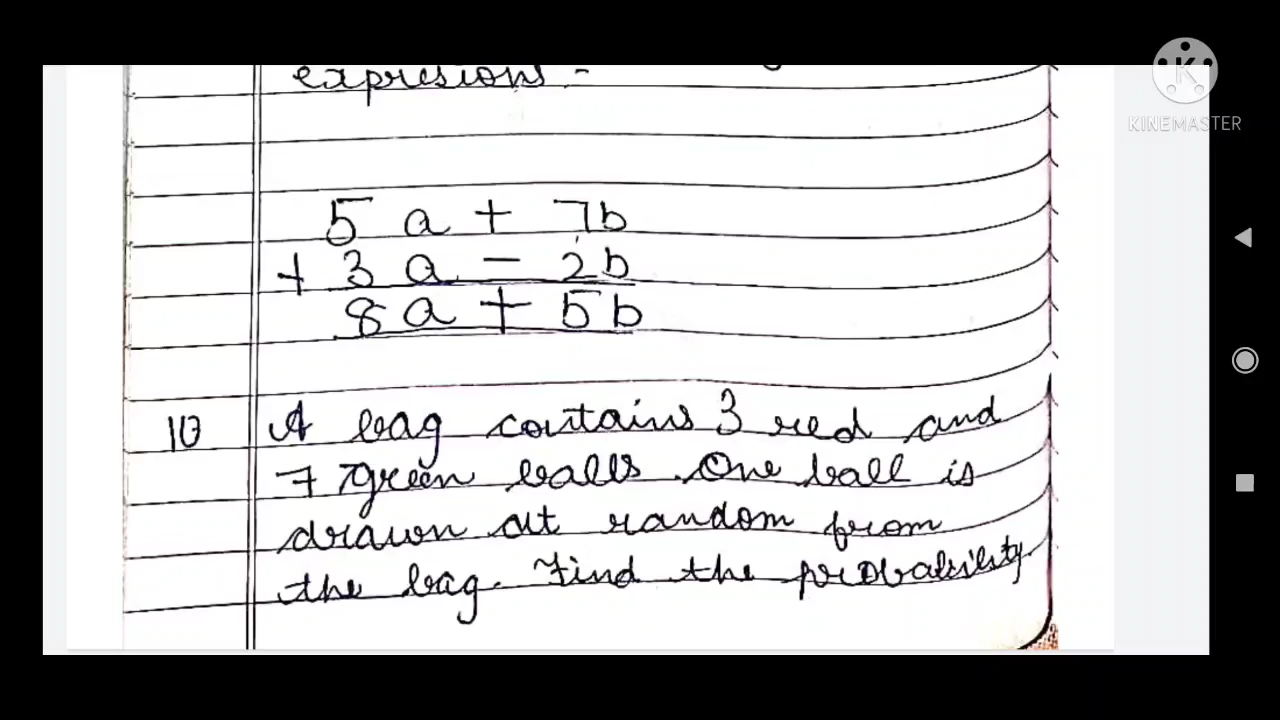 expresions :-
5 a + 7b
+ 3 a - 2b
8 a + 5 b
10 A bag contains 3 red and
7 green balls. One ball is
drawn at random from
the bag. Find the probability
KINEMASTER